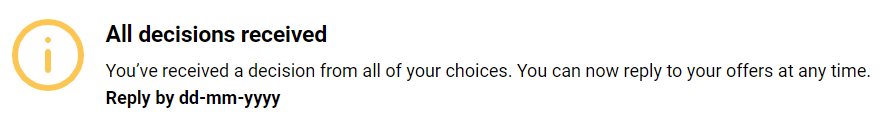 All decisions received
You’ve received a decision from all of your choices. You can now reply to your offers at any time.
Reply by dd-mm-yyyy